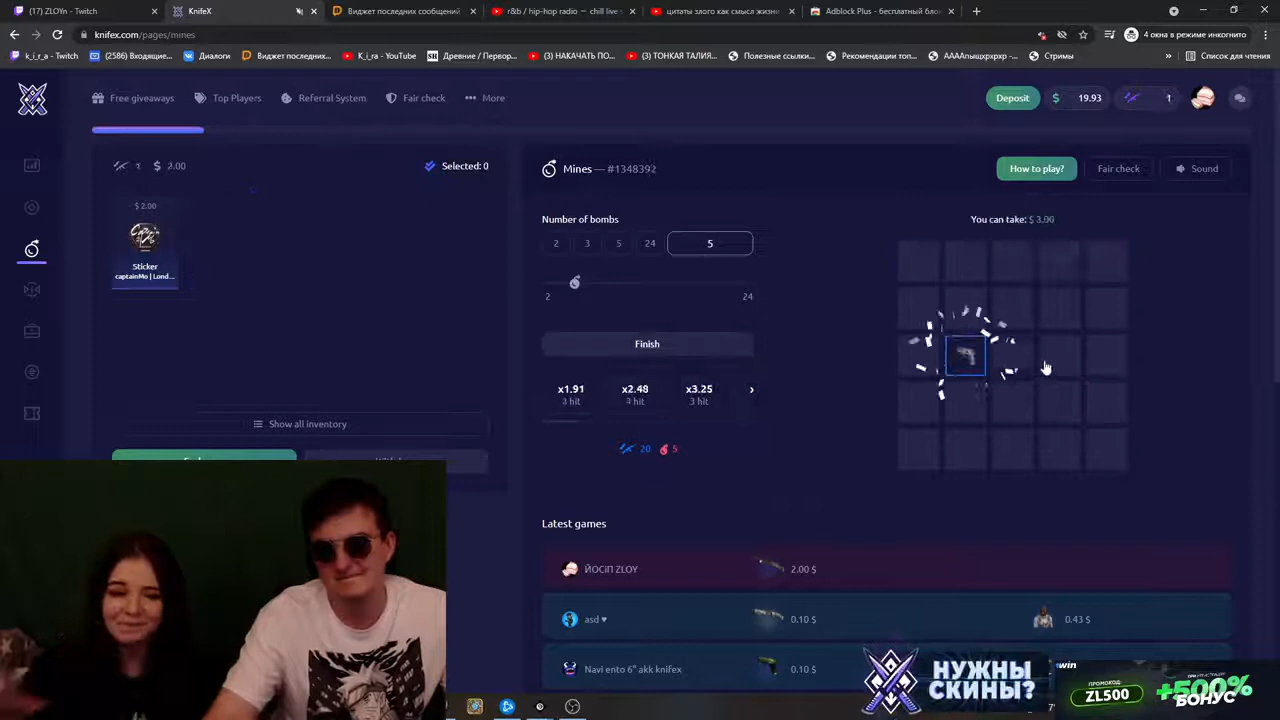 (17) ZLOYn - Twitch
KnifeX
Виджет последних сообщений
r&b / hip-hop radio — chill live s
цитаты злого как смысл жизни
Adblock Plus - бесплатный бло
knifex.com/pages/mines
4 окна в режиме инкогнито
k_i_r_a - Twitch
(2586) Входящие...
Диалоги
Виджет последних...
K_i_ra - YouTube
Древние / Первор...
(3) НАКАЧАТЬ ПО...
(3) ТОНКАЯ ТАЛИЯ...
Полезные ссылки...
Рекомендации топ...
Стримы
»
Список для чтения
Free giveaways
Top Players
Referral System
Fair check
More
Deposit
$ 19.93
1
$ 2.00
Selected: 0
Mines — #1348392
How to play?
Fair check
Sound
$ 2.00
Number of bombs
You can take: $ 3.80
2 3 5 24 5
Sticker
captainMo | Lond...
2
24
Finish
x1.91
x2.48
x3.25
3 hit
3 hit
Show all inventory
20
5
Latest games
ЙОСіП ZLOY
2.00 $
asd ♥
0.10 $
0.43 $
Navi ento 6" akk knifex
0.10 $
НУЖНЫ
СКИНЫ?
win
ПРОМОКОД:
ZL500
+500%
БОНУС